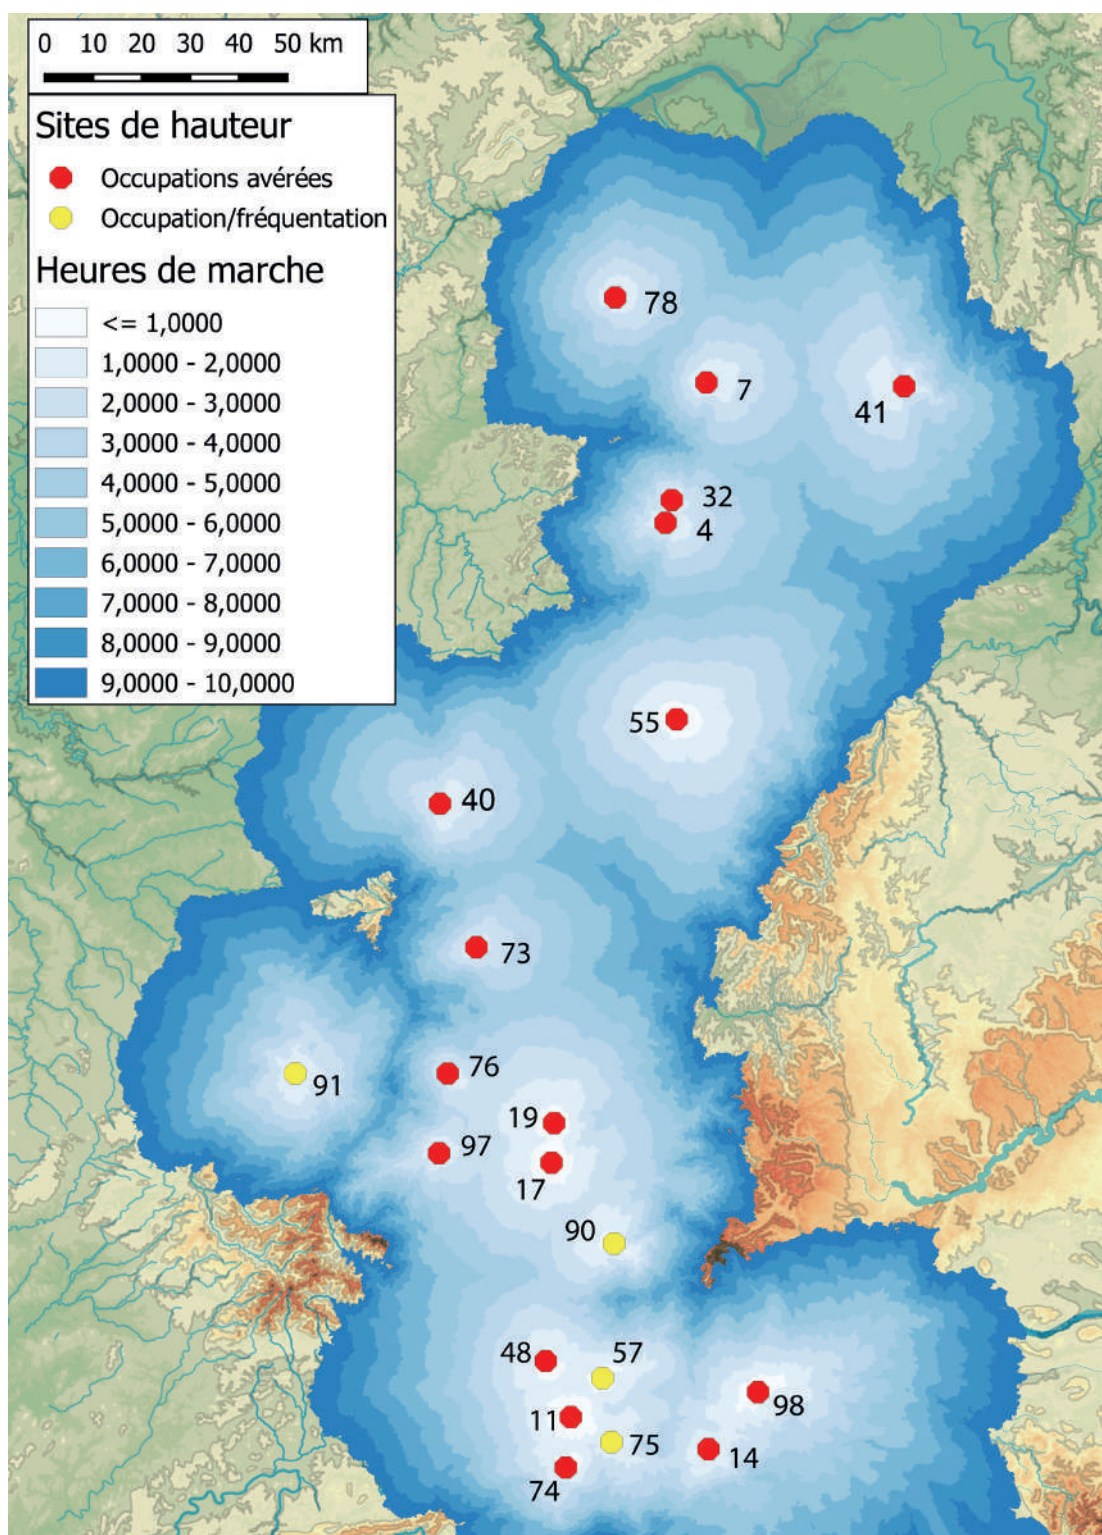 0 10 20 30 40 50 km
Sites de hauteur
Occupations avérées
Occupation/fréquentation
Heures de marche
<= 1,0000
1,0000 - 2,0000
2,0000 - 3,0000
3,0000 - 4,0000
4,0000 - 5,0000
5,0000 - 6,0000
6,0000 - 7,0000
7,0000 - 8,0000
8,0000 - 9,0000
9,0000 - 10,0000
78
7
41
32
4
55
40
73
76
91
19
97
17
90
48
57
98
11
75
14
74